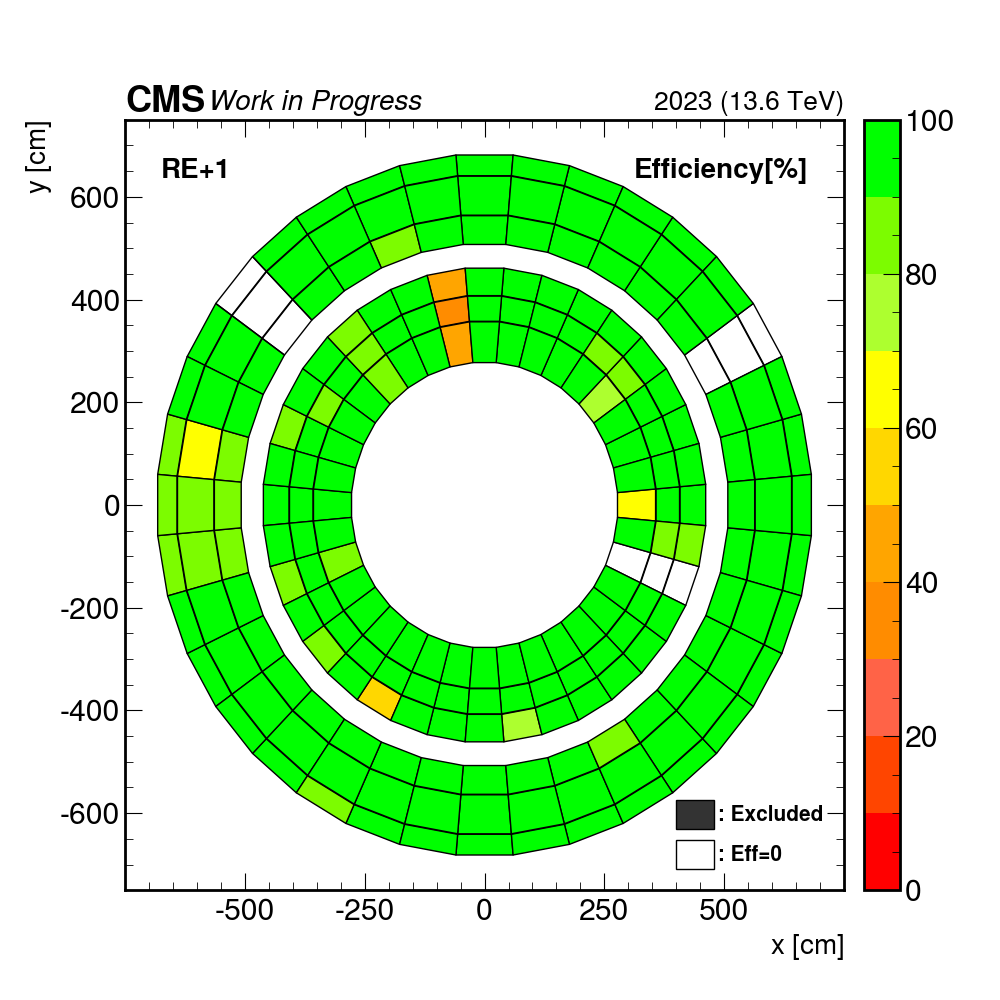 CMS Work in Progress 2023 (13.6 TeV)
y [cm]
RE+1 Efficiency[%]
100
600
80
400
200
60
0
40
-200
-400
20
-600
: Excluded
: Eff=0
0
-500 -250 0 250 500
x [cm]